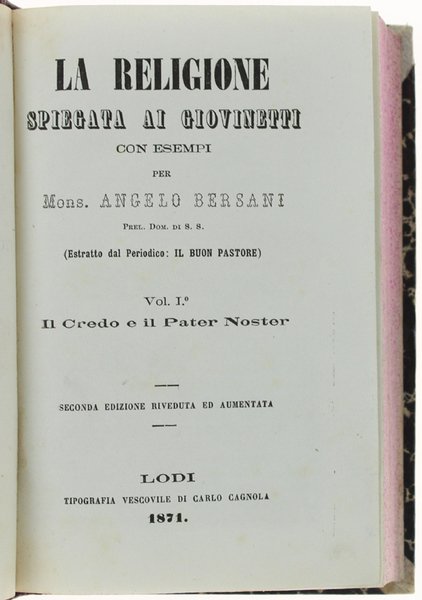 LA RELIGIONE
SPIEGATA AI GIOVINETTI
CON ESEMPI
PER
Mons. ANGELO BERSANI
PREL. DOM. DI S. S.
(Estratto dal Periodico: IL BUON PASTORE)
Vol. I.°
Il Credo e il Pater Noster
SECONDA EDIZIONE RIVEDUTA ED AUMENTATA
LODI
TIPOGRAFIA VESCOVILE DI CARLO CAGNOLA
1871.